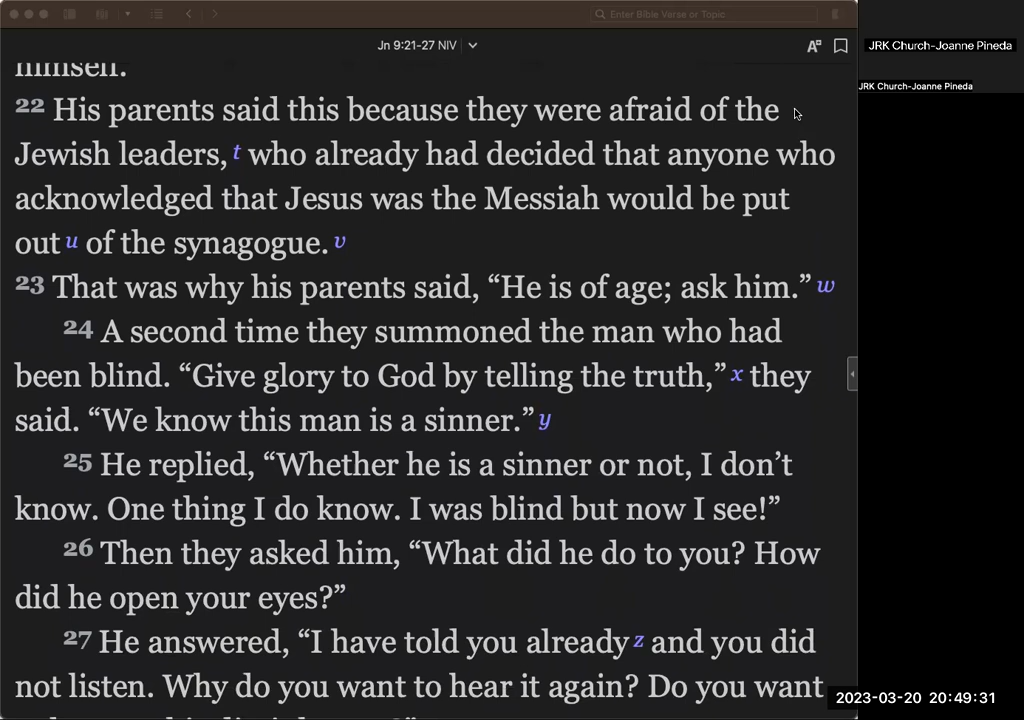 Enter Bible Verse or Topic
Jn 9:21-27 NIV
himself.
22 His parents said this because they were afraid of the
Jewish leaders, t who already had decided that anyone who
acknowledged that Jesus was the Messiah would be put
out u of the synagogue. v
23 That was why his parents said, “He is of age; ask him.” w
24 A second time they summoned the man who had
been blind. “Give glory to God by telling the truth,” x they
said. “We know this man is a sinner.” y
25 He replied, “Whether he is a sinner or not, I don’t
know. One thing I do know. I was blind but now I see!”
26 Then they asked him, “What did he do to you? How
did he open your eyes?”
27 He answered, “I have told you already z and you did
not listen. Why do you want to hear it again? Do you want
JRK Church-Joanne Pineda
JRK Church-Joanne Pineda
2023-03-20 20:49:31